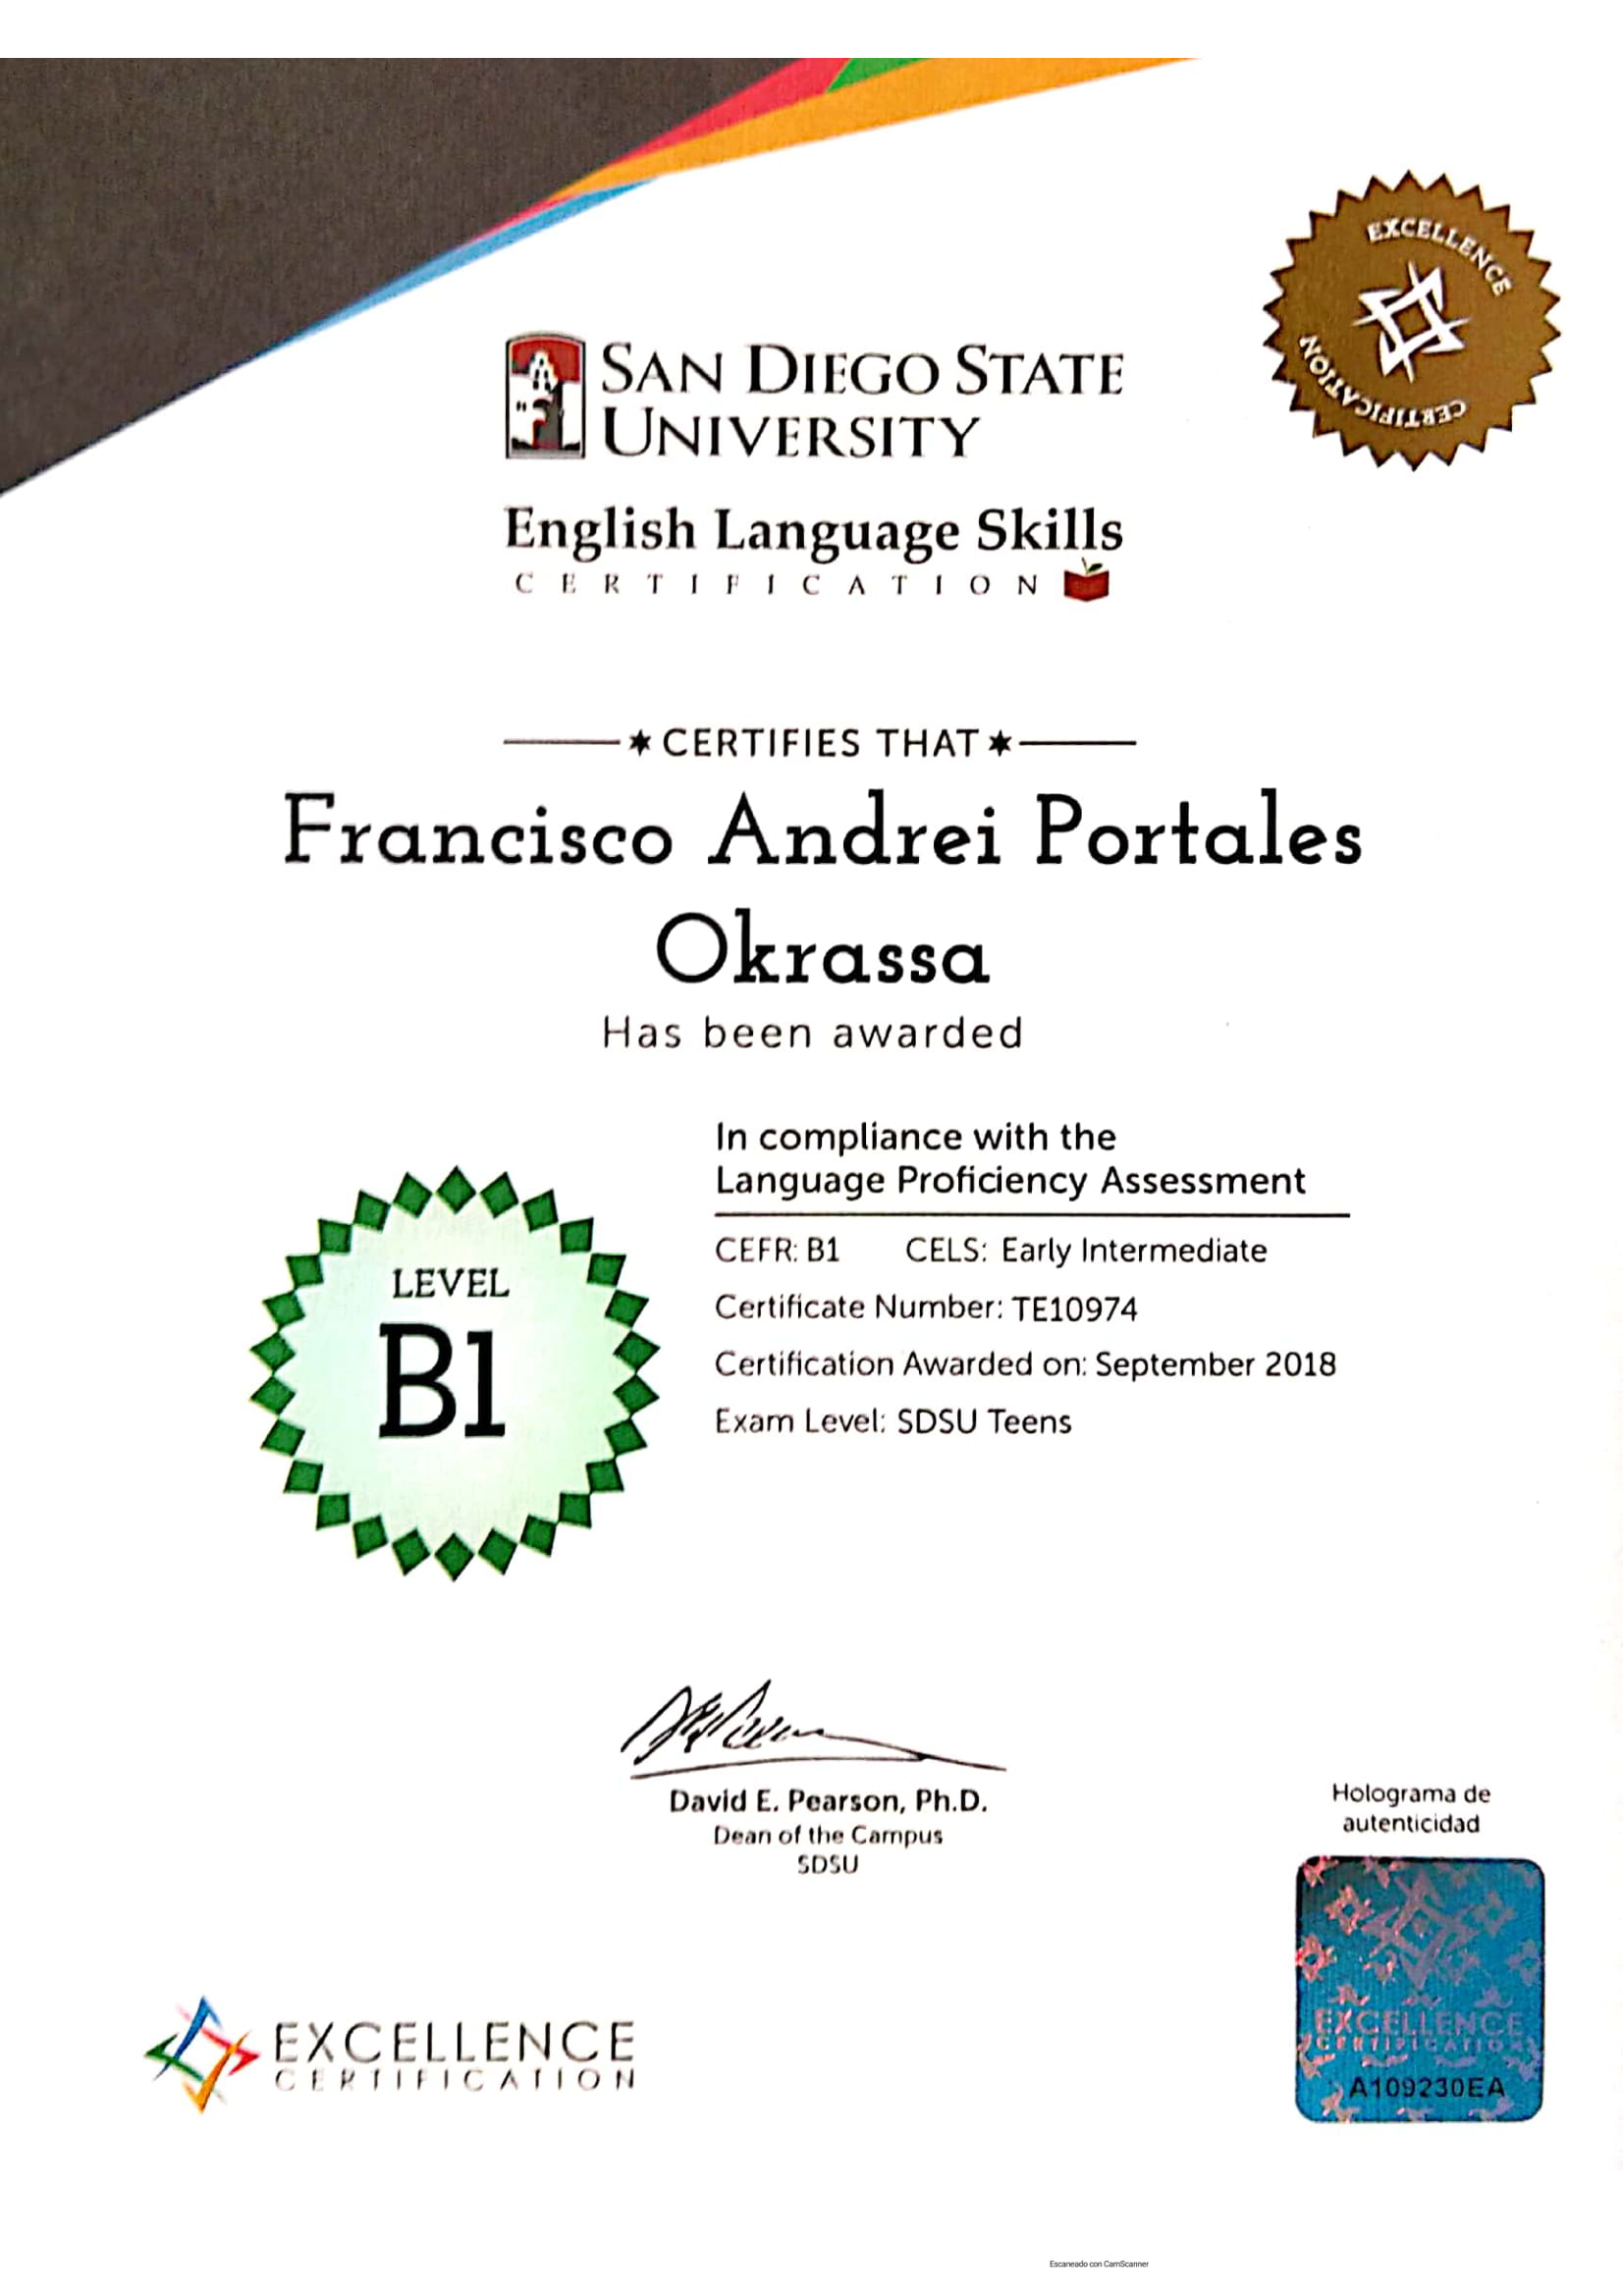 EXCELLENCE
CERTIFICATION
SAN DIEGO STATE
UNIVERSITY
English Language Skills
CERTIFICATION
CERTIFIES THAT
Francisco Andrei Portales
Okrassa
Has been awarded
In compliance with the
Language Proficiency Assessment
CEFR: B1 CELS: Early Intermediate
Certificate Number: TE10974
Certification Awarded on: September 2018
Exam Level: SDSU Teens
LEVEL
B1
David E. Pearson, Ph.D.
Dean of the Campus
SDSU
Holograma de
autenticidad
EXCELLENCE
CERTIFICATION
A109230EA
EXCELLENCE
CERTIFICATION
Escaneado con CamScanner